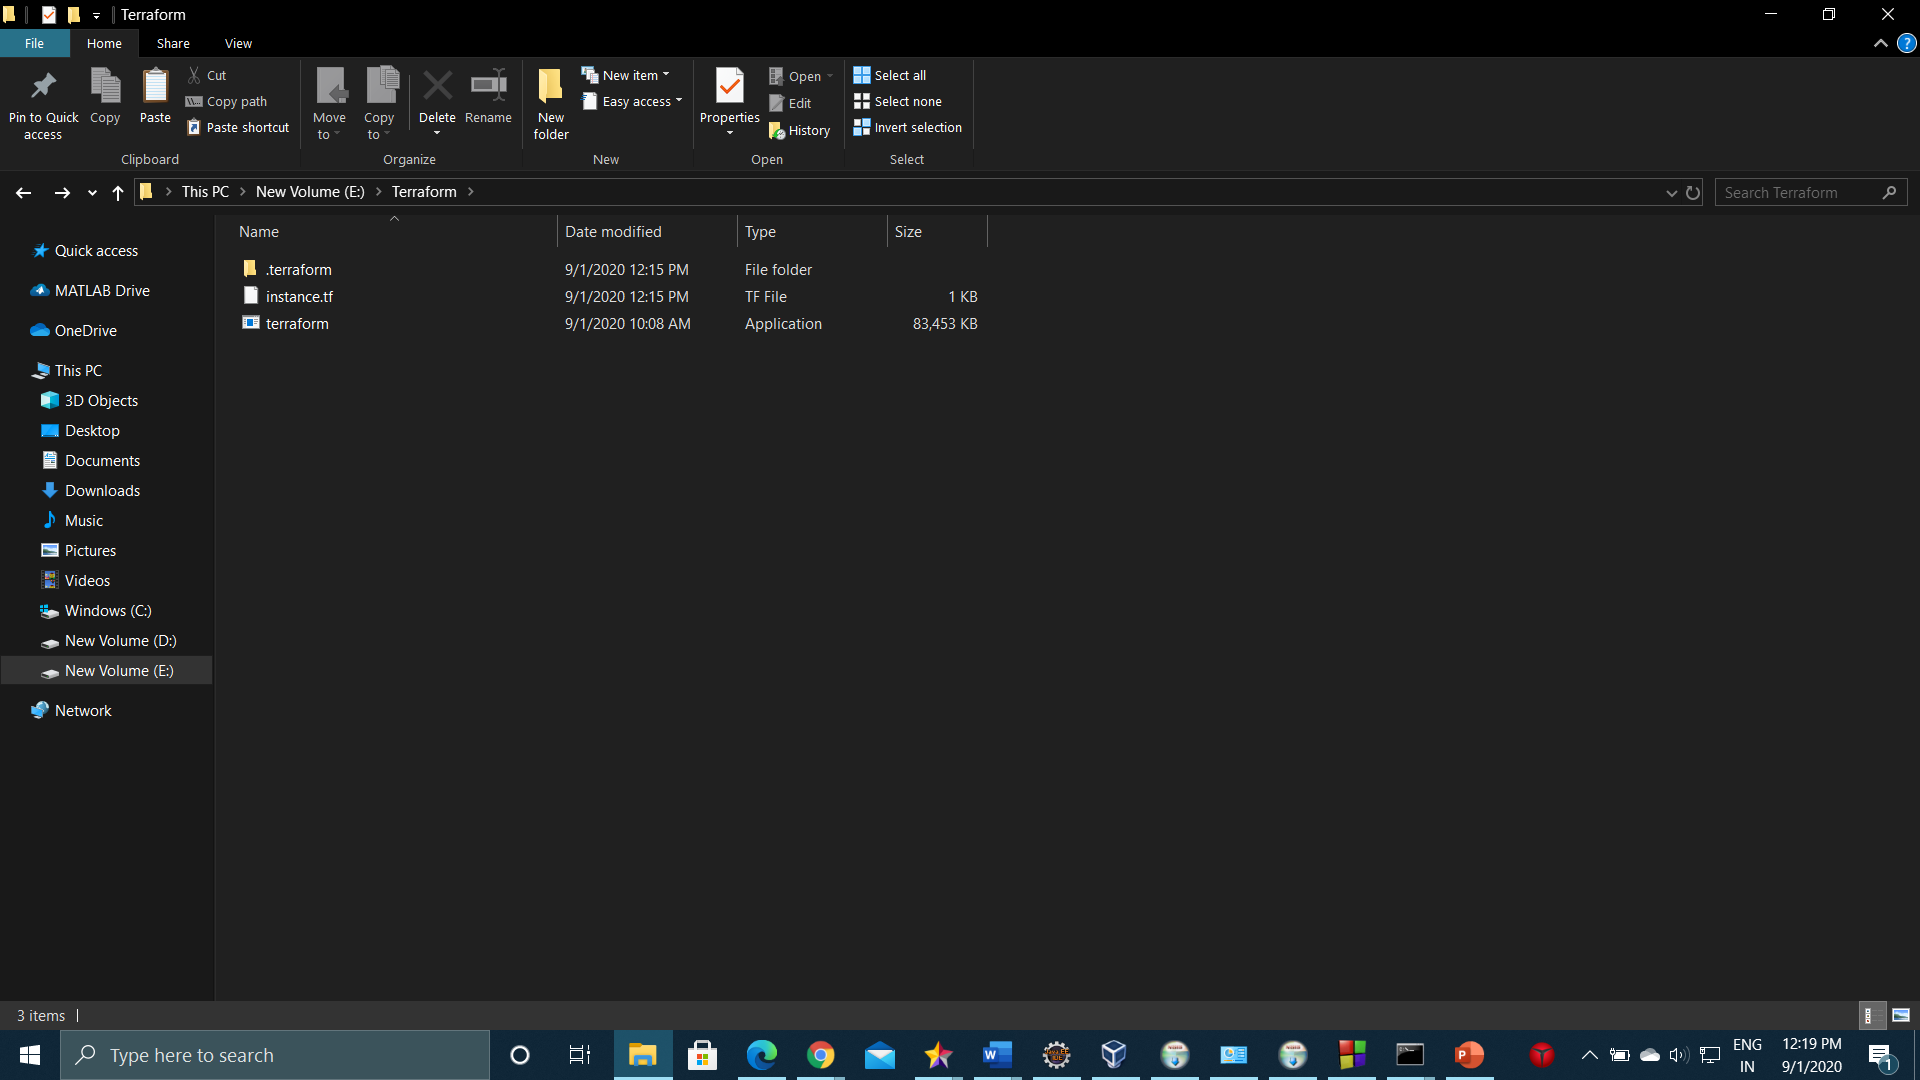 Terraform
File Home Share View
Pin to Quick access
Copy
Paste
Cut
Copy path
Paste shortcut
Clipboard
Move to
Copy to
Delete
Rename
Organize
New folder
New item
Easy access
New
Properties
Open
Edit
History
Open
Select all
Select none
Invert selection
Select
This PC New Volume (E:) Terraform
Search Terraform
Name Date modified Type Size
.terraform 9/1/2020 12:15 PM File folder
instance.tf 9/1/2020 12:15 PM TF File 1 KB
terraform 9/1/2020 10:08 AM Application 83,453 KB
Quick access
MATLAB Drive
OneDrive
This PC
3D Objects
Desktop
Documents
Downloads
Music
Pictures
Videos
Windows (C:)
New Volume (D:)
New Volume (E:)
Network
3 items
Type here to search
ENG
IN
12:19 PM
9/1/2020
1